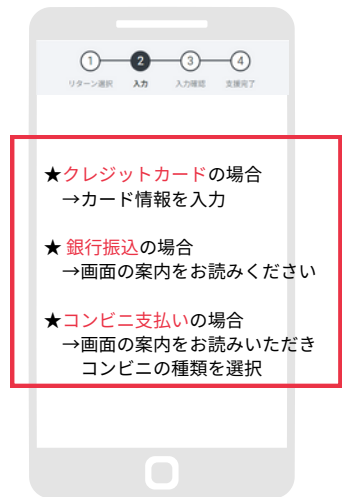 1 2 3 4
リターン選択 入力 入力確認 支援完了
★クレジットカードの場合
→カード情報を入力
★ 銀行振込の場合
→画面の案内をお読みください
★コンビニ支払いの場合
→画面の案内をお読みいただき
コンビニの種類を選択